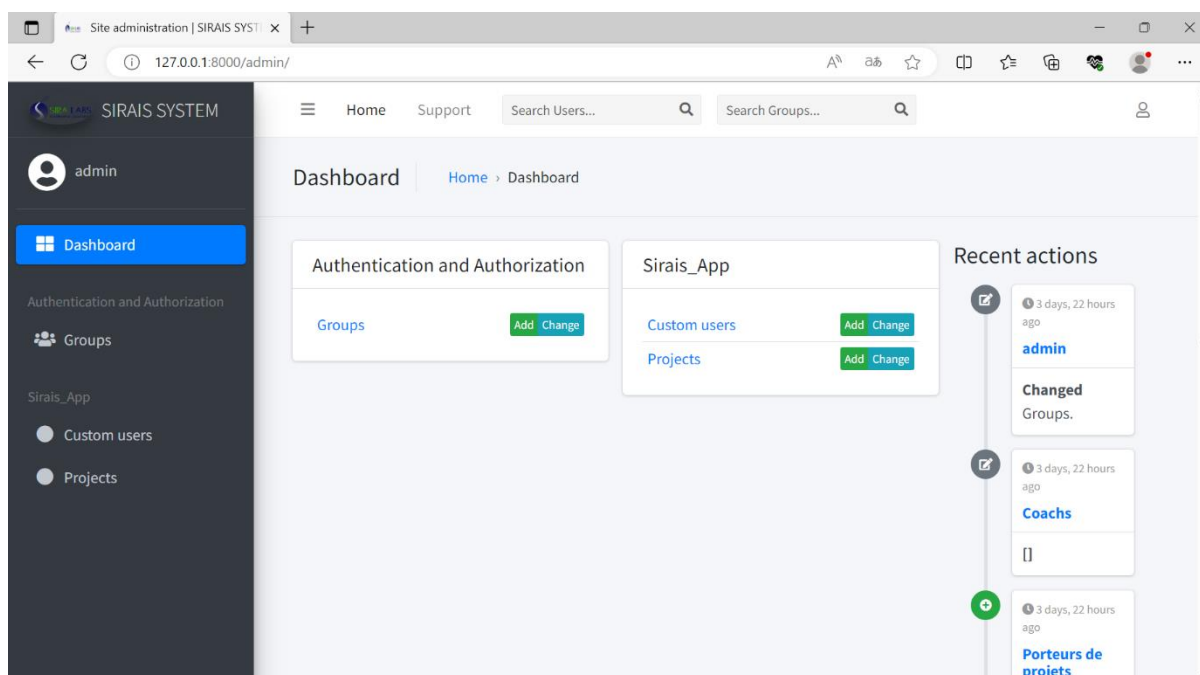 Site administration | SIRAIS SYST
127.0.0.1:8000/admin/
SIRA LABS
SIRAIS SYSTEM
Home
Support
Search Users...
Search Groups...
admin
Dashboard
Home › Dashboard
Dashboard
Authentication and Authorization
Groups
Sirais_App
Custom users
Projects
Authentication and Authorization
Groups
Add
Change
Sirais_App
Custom users
Add
Change
Projects
Add
Change
Recent actions
3 days, 22 hours
ago
admin
Changed
Groups.
3 days, 22 hours
ago
Coachs
[]
3 days, 22 hours
ago
Porteurs de
projets